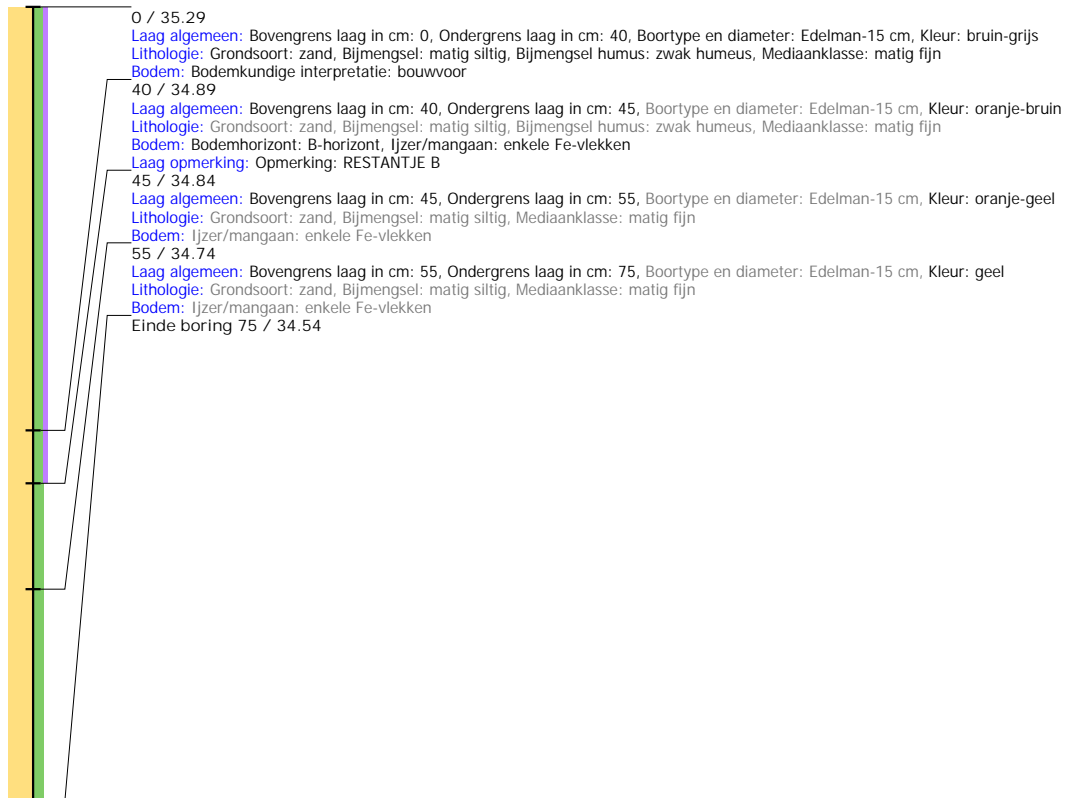 0 / 35.29
Laag algemeen: Bovengrens laag in cm: 0, Ondergrens laag in cm: 40, Boortype en diameter: Edelman-15 cm, Kleur: bruin-grijs
Lithologie: Grondsoort: zand, Bijmengsel: matig siltig, Bijmengsel humus: zwak humeus, Mediaanklasse: matig fijn
Bodem: Bodemkundige interpretatie: bouwvoor
40 / 34.89
Laag algemeen: Bovengrens laag in cm: 40, Ondergrens laag in cm: 45, Boortype en diameter: Edelman-15 cm, Kleur: oranje-bruin
Lithologie: Grondsoort: zand, Bijmengsel: matig siltig, Bijmengsel humus: zwak humeus, Mediaanklasse: matig fijn
Bodem: Bodemhorizont: B-horizont, Ijzer/mangaan: enkele Fe-vlekken
Laag opmerking: Opmerking: RESTANTJE B
45 / 34.84
Laag algemeen: Bovengrens laag in cm: 45, Ondergrens laag in cm: 55, Boortype en diameter: Edelman-15 cm, Kleur: oranje-geel
Lithologie: Grondsoort: zand, Bijmengsel: matig siltig, Mediaanklasse: matig fijn
Bodem: Ijzer/mangaan: enkele Fe-vlekken
55 / 34.74
Laag algemeen: Bovengrens laag in cm: 55, Ondergrens laag in cm: 75, Boortype en diameter: Edelman-15 cm, Kleur: geel
Lithologie: Grondsoort: zand, Bijmengsel: matig siltig, Mediaanklasse: matig fijn
Bodem: Ijzer/mangaan: enkele Fe-vlekken
Einde boring 75 / 34.54